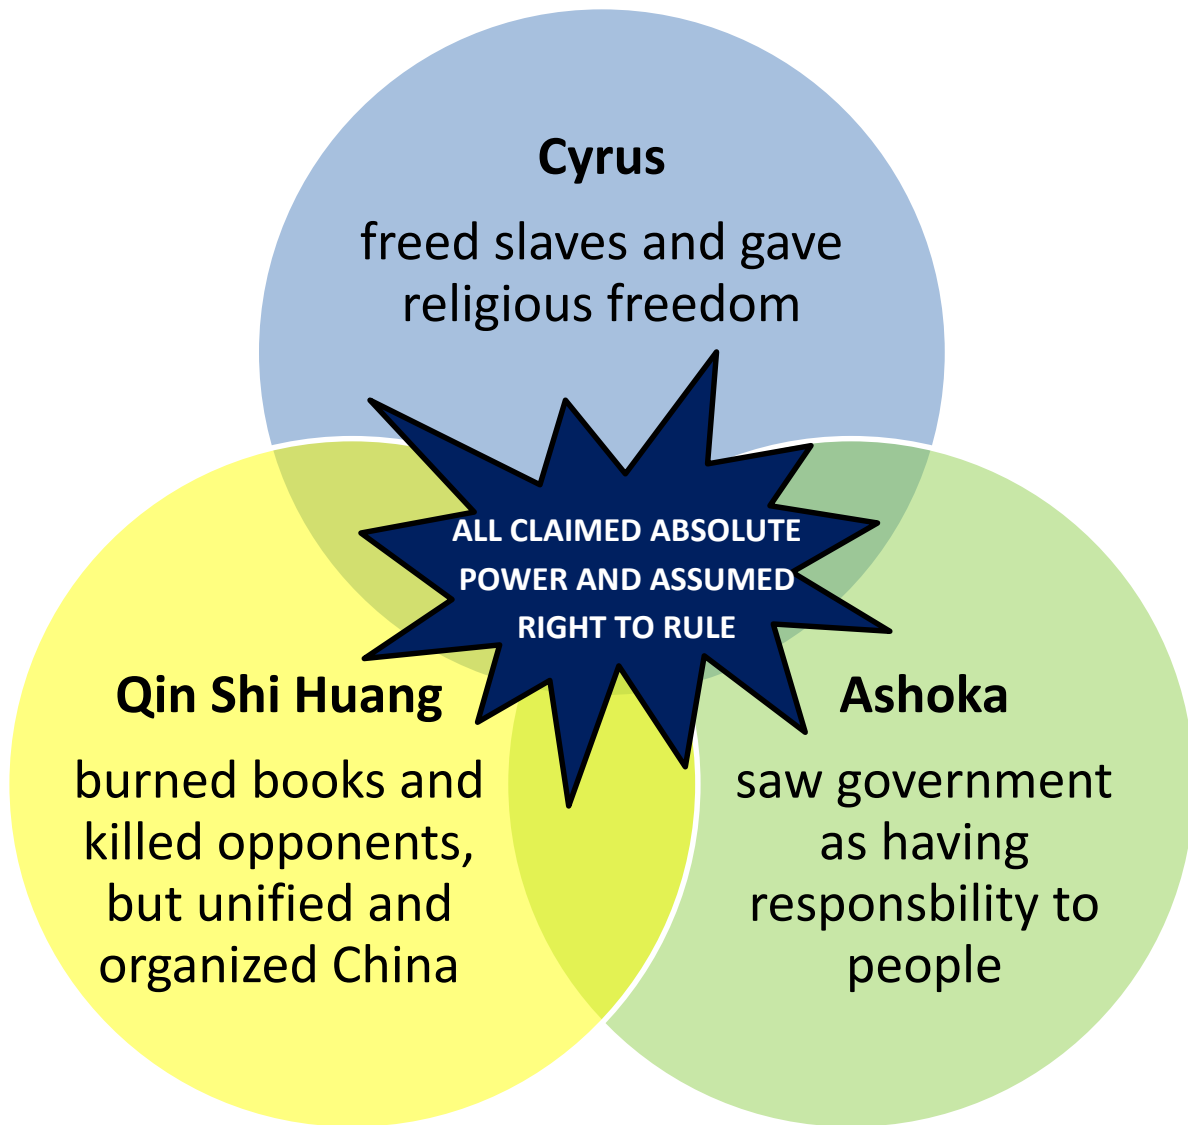 Cyrus
freed slaves and gave
religious freedom
ALL CLAIMED ABSOLUTE
POWER AND ASSUMED
RIGHT TO RULE
Qin Shi Huang
burned books and
killed opponents,
but unified and
organized China
Ashoka
saw government
as having
responsbility to
people